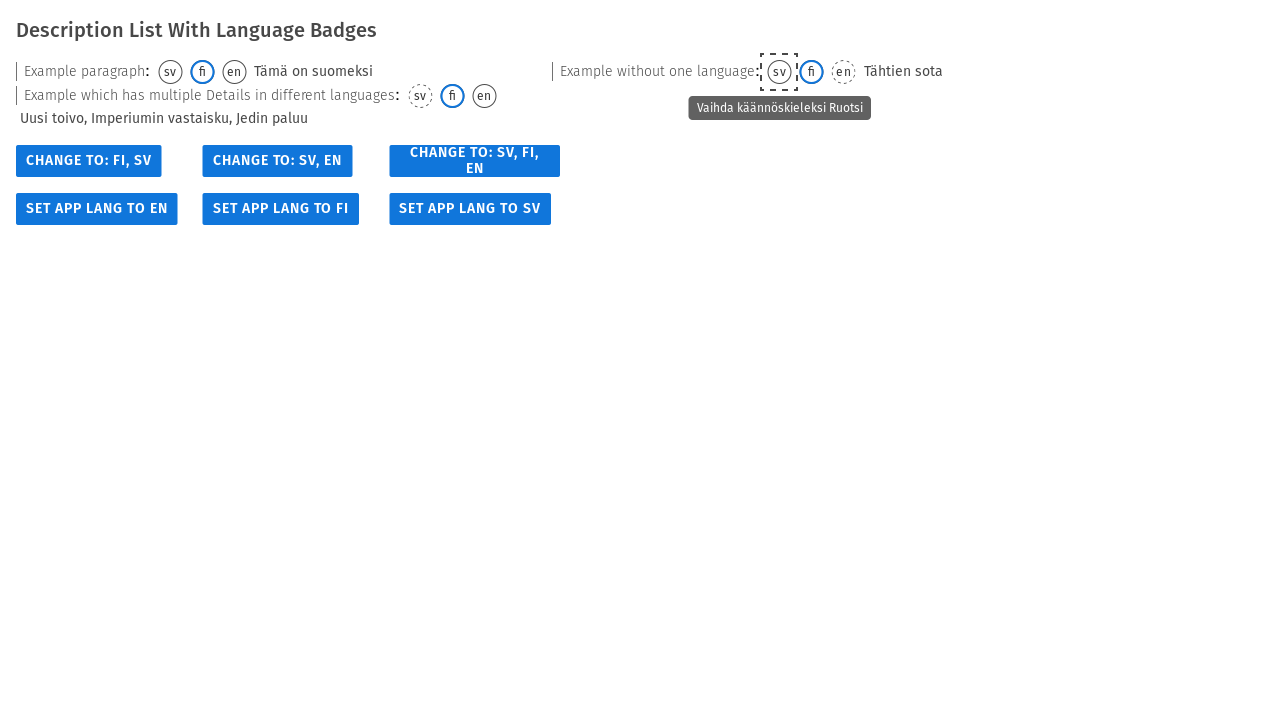 Description List With Language Badges
Example paragraph: sv fi en Tämä on suomeksi
Example without one language: sv fi en Tähtien sota
Example which has multiple Details in different languages: sv fi en
Vaihda käännöskieleksi Ruotsi
Uusi toivo, Imperiumin vastaisku, Jedin paluu
CHANGE TO: FI, SV
CHANGE TO: SV, EN
CHANGE TO: SV, FI,
EN
SET APP LANG TO EN
SET APP LANG TO FI
SET APP LANG TO SV